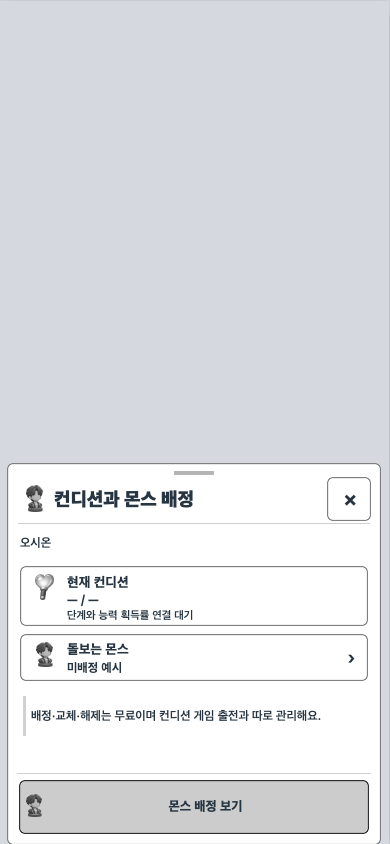 컨디션과 몬스 배정
×
오시온
현재 컨디션
— / —
단계와 능력 획득률 연결 대기
돌보는 몬스
미배정 예시
›
배정·교체·해제는 무료이며 컨디션 게임 출전과 따로 관리해요.
몬스 배정 보기